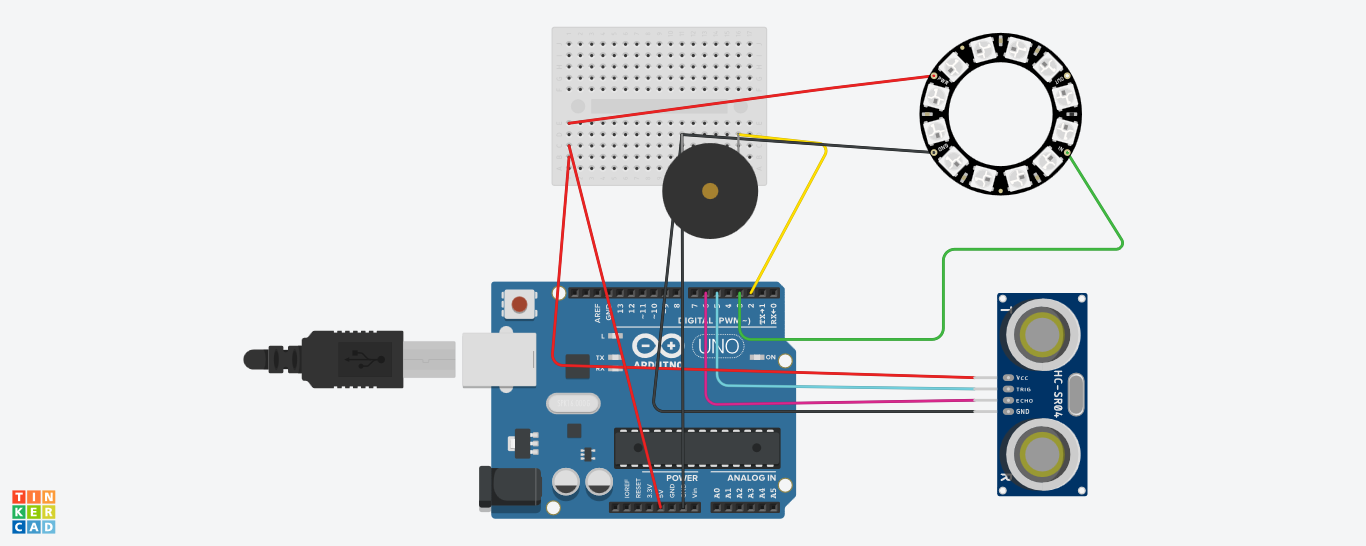 PWR
OUT
GND
IN
AREF
GND
13
12
~11
~10
~9
8
7
~6
~5
4
~3
2
TX→1
RX←0
DIGITAL (PWM~)
L
TX
RX
ARDUINO
UNO
ON
T
VCC
TRIG
ECHO
GND
HC-SR04
R
POWER
ANALOG IN
IOREF
RESET
3.3V
5V
GND
GND
Vin
A0
A1
A2
A3
A4
A5
TIN
KER
CAD